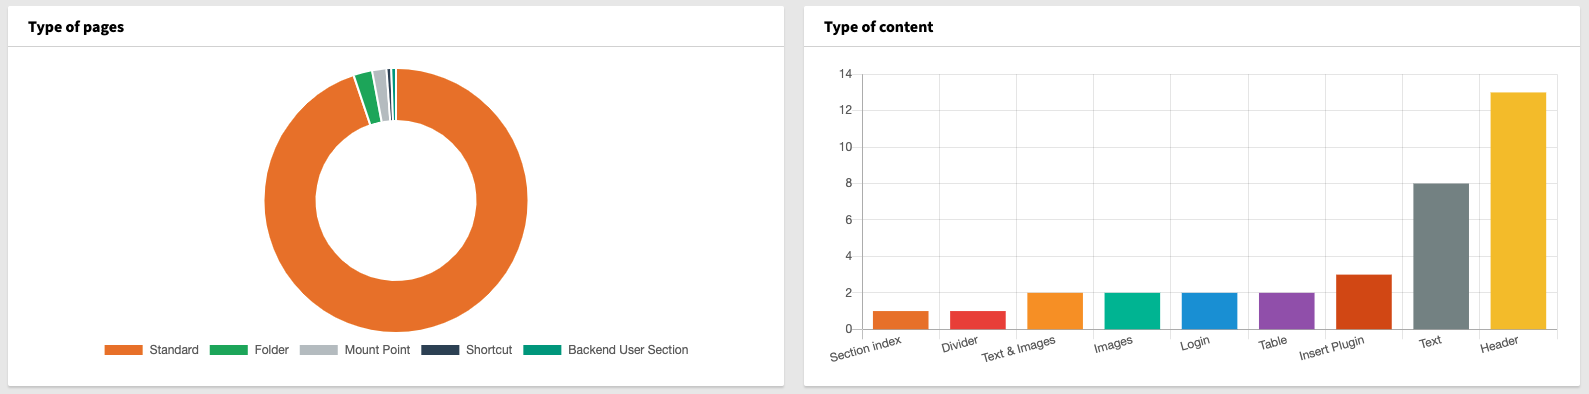 Type of pages
Standard Folder Mount Point Shortcut Backend User Section
Type of content
14
12
10
8
6
4
2
0
Section index Divider Text & Images Images Login Table Insert Plugin Text Header